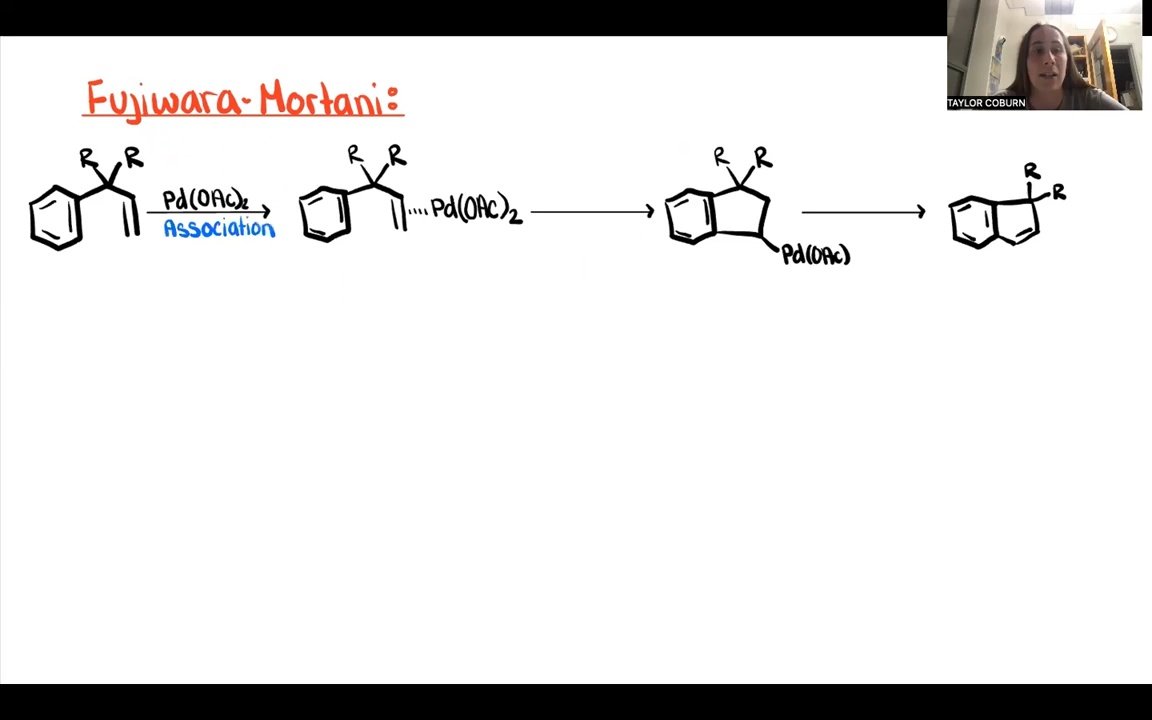 Fujiwara-Mortani:
R R
Pd(OAc)₂
Association
R R
Pd(OAc)₂
R R
Pd(OAc)
R
R
TAYLOR COBURN